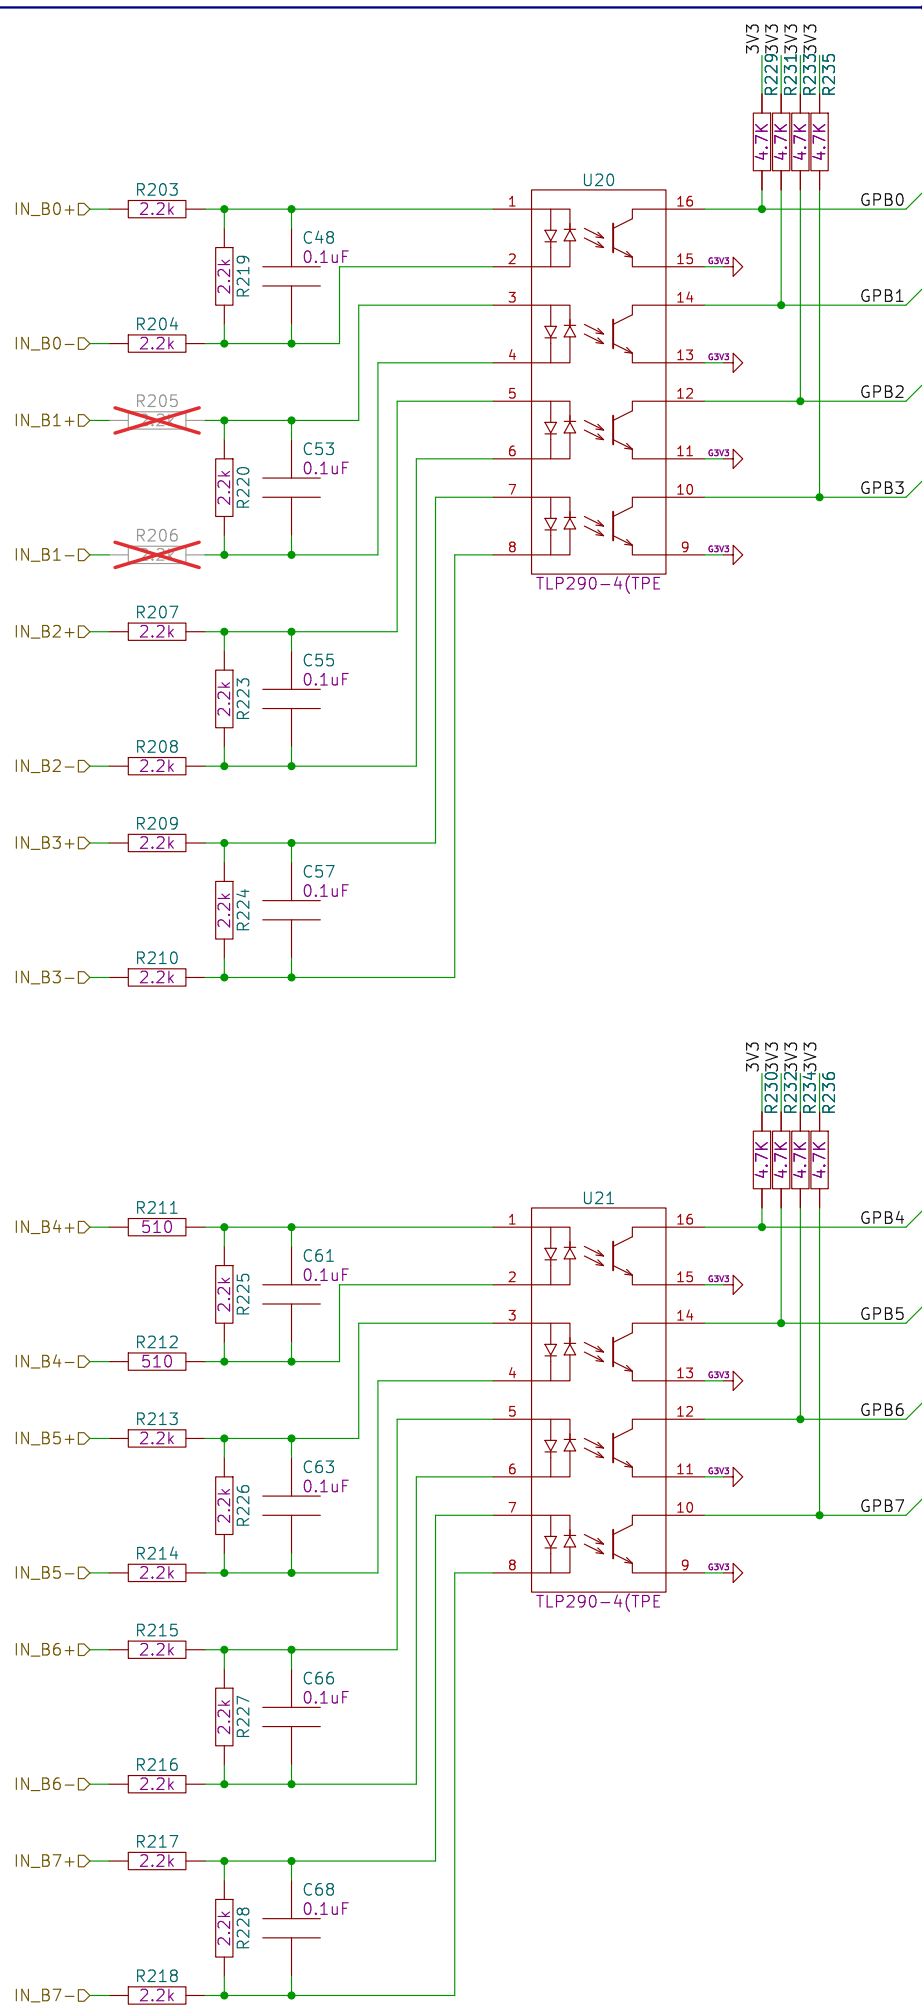 3V3
3V3
3V3
3V3
R229
R231
R233
R235
4.7K
4.7K
4.7K
4.7K
U20
IN_B0+
R203
2.2k
1
16
GPB0
C48
0.1uF
2.2k
R219
2
15
G3V3
3
14
GPB1
IN_B0-
R204
2.2k
4
13
G3V3
5
12
GPB2
IN_B1+
R205
C53
0.1uF
2.2k
R220
6
11
G3V3
7
10
GPB3
IN_B1-
R206
8
9
G3V3
TLP290-4(TPE
IN_B2+
R207
2.2k
C55
0.1uF
2.2k
R223
IN_B2-
R208
2.2k
IN_B3+
R209
2.2k
C57
0.1uF
2.2k
R224
IN_B3-
R210
2.2k
3V3
3V3
3V3
3V3
R230
R232
R234
R236
4.7K
4.7K
4.7K
4.7K
U21
IN_B4+
R211
510
1
16
GPB4
C61
0.1uF
2.2k
R225
2
15
G3V3
3
14
GPB5
IN_B4-
R212
510
4
13
G3V3
5
12
GPB6
IN_B5+
R213
2.2k
C63
0.1uF
2.2k
R226
6
11
G3V3
7
10
GPB7
IN_B5-
R214
2.2k
8
9
G3V3
TLP290-4(TPE
IN_B6+
R215
2.2k
C66
0.1uF
2.2k
R227
IN_B6-
R216
2.2k
IN_B7+
R217
2.2k
C68
0.1uF
2.2k
R228
IN_B7-
R218
2.2k